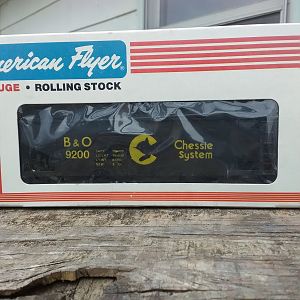 merican Flyer
UGE • ROLLING STOCK
B & O
9200
Chessie
System